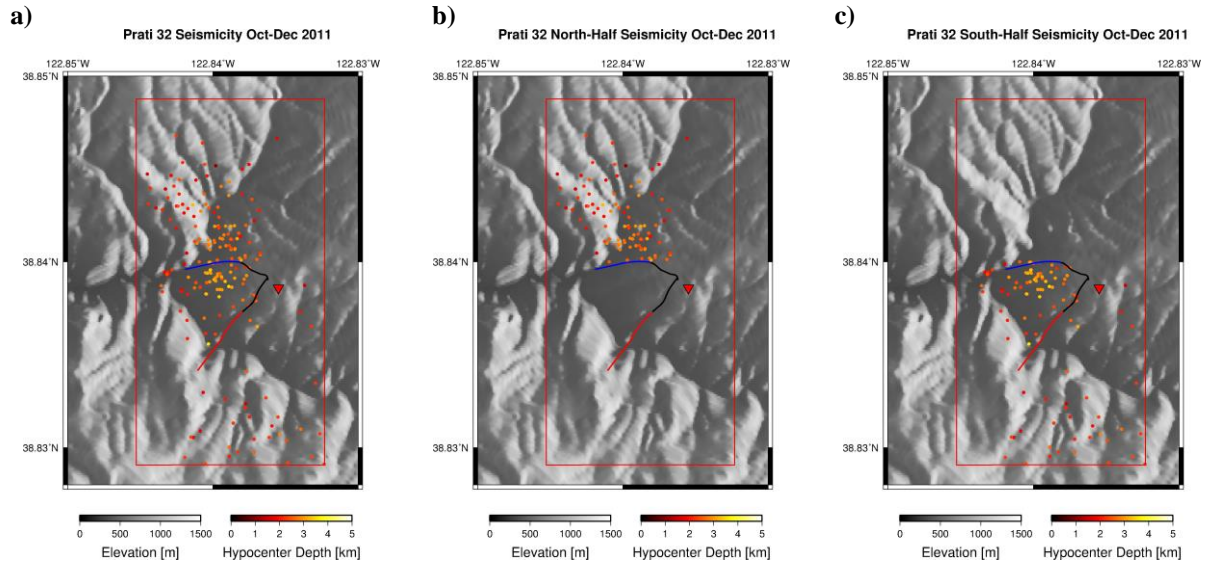 a)
Prati 32 Seismicity Oct-Dec 2011
122.85°W 122.84°W 122.83°W
38.85°N
38.84°N
38.83°N
0 500 1000 1500 0 1 2 3 4 5
Elevation [m] Hypocenter Depth [km]
b)
Prati 32 North-Half Seismicity Oct-Dec 2011
122.85°W 122.84°W 122.83°W
38.85°N
38.84°N
38.83°N
0 500 1000 1500 0 1 2 3 4 5
Elevation [m] Hypocenter Depth [km]
c)
Prati 32 South-Half Seismicity Oct-Dec 2011
122.85°W 122.84°W 122.83°W
38.85°N
38.84°N
38.83°N
0 500 1000 1500 0 1 2 3 4 5
Elevation [m] Hypocenter Depth [km]